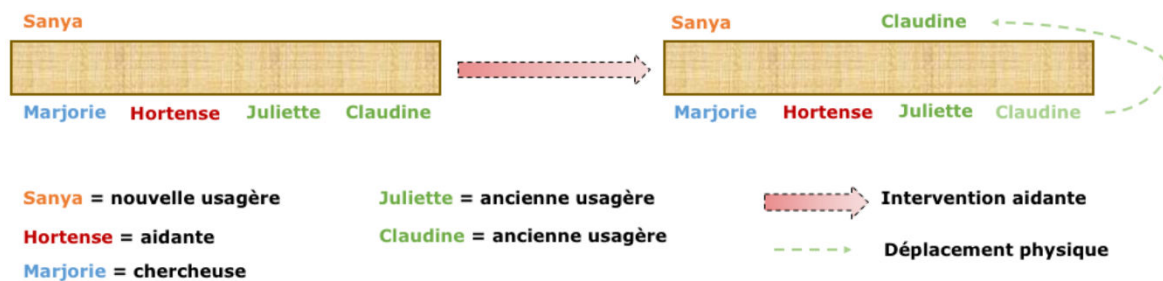 Sanya
Marjorie Hortense Juliette Claudine
Sanya Claudine
Marjorie Hortense Juliette Claudine
Sanya = nouvelle usagère
Hortense = aidante
Marjorie = chercheuse
Juliette = ancienne usagère
Claudine = ancienne usagère
Intervention aidante
Déplacement physique